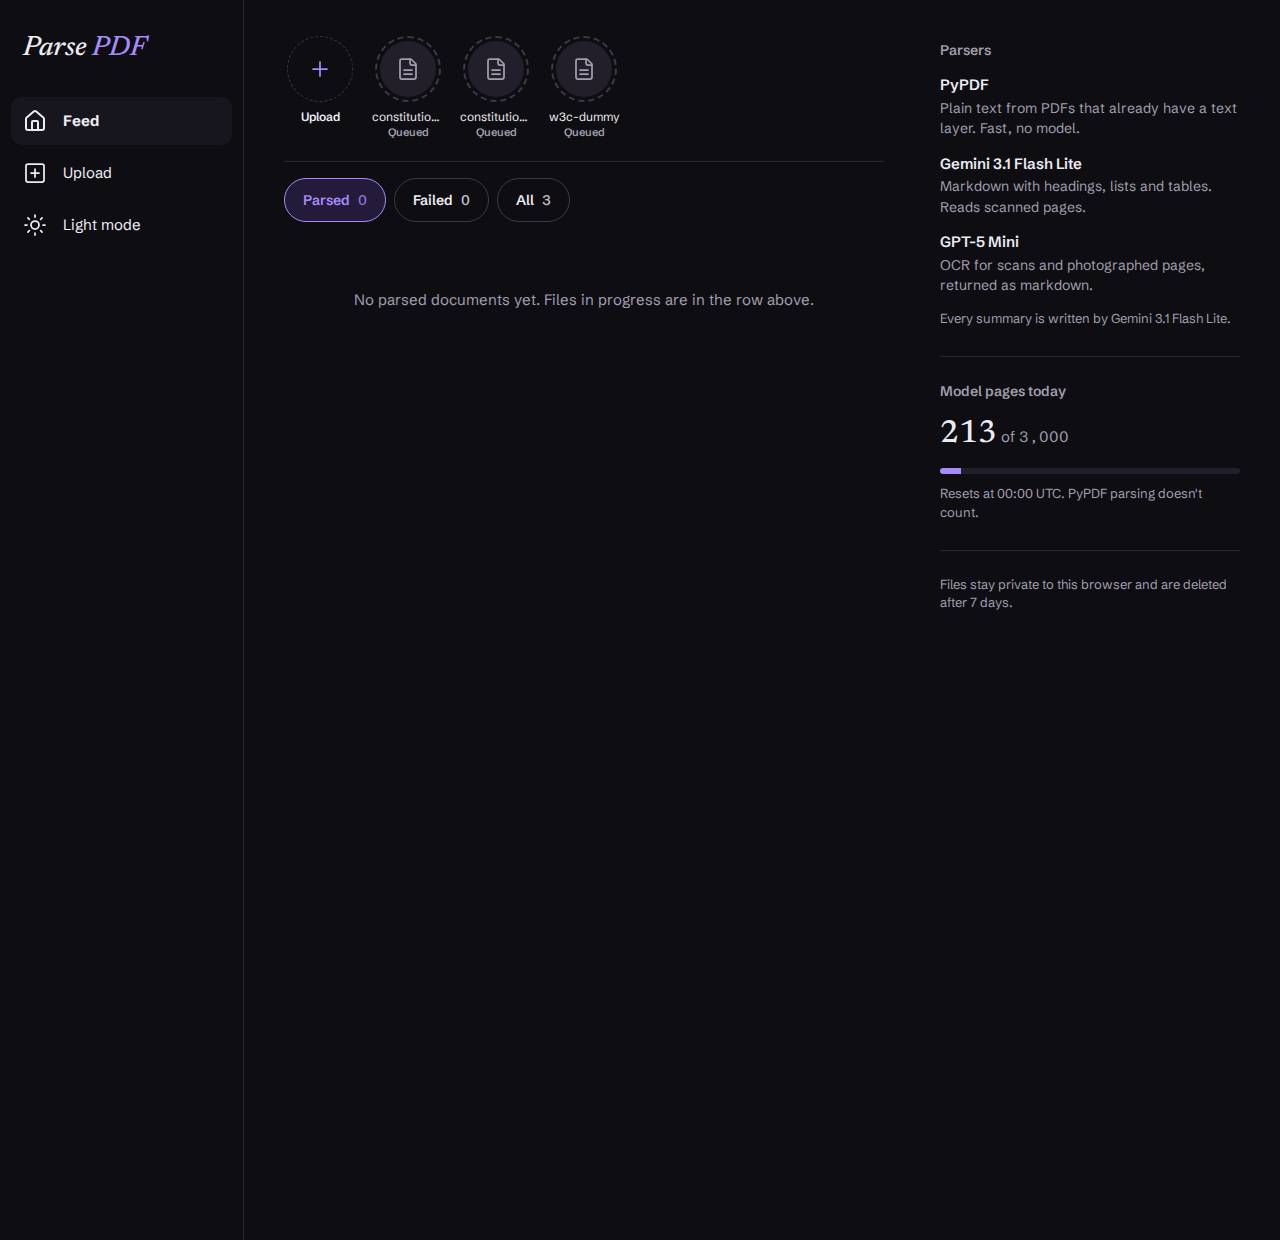 Parse PDF
Feed
Upload
Light mode
Upload
constitutio...
Queued
constitutio...
Queued
w3c-dummy
Queued
Parsed 0
Failed 0
All 3
No parsed documents yet. Files in progress are in the row above.
Parsers
PyPDF
Plain text from PDFs that already have a text
layer. Fast, no model.
Gemini 3.1 Flash Lite
Markdown with headings, lists and tables.
Reads scanned pages.
GPT-5 Mini
OCR for scans and photographed pages,
returned as markdown.
Every summary is written by Gemini 3.1 Flash Lite.
Model pages today
213 of 3,000
Resets at 00:00 UTC. PyPDF parsing doesn't
count.
Files stay private to this browser and are deleted
after 7 days.